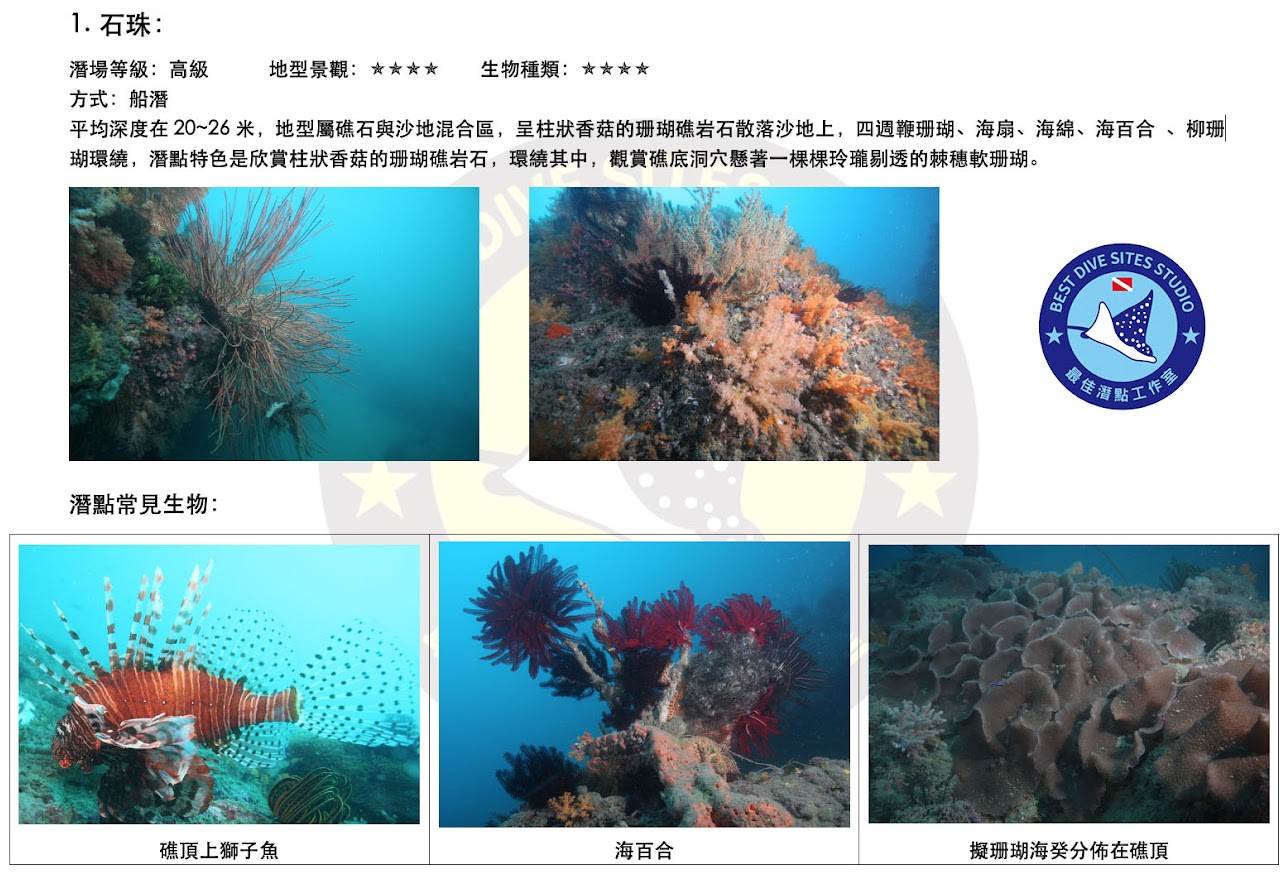 1. 石珠：
潛場等級：高級 地型景觀：★★★★ 生物種類：★★★★
方式：船潛
平均深度在 20~26 米，地型屬礁石與沙地混合區，呈柱狀香菇的珊瑚礁岩石散落沙地上，四週鞭珊瑚、海扇、海綿、海百合 、柳珊
瑚環繞，潛點特色是欣賞柱狀香菇的珊瑚礁岩石，環繞其中，觀賞礁底洞穴懸著一棵棵玲瓏剔透的棘穗軟珊瑚。
DIVE SITES
BEST DIVE SITES STUDIO
最佳潛點工作室
潛點常見生物：
礁頂上獅子魚
海百合
擬珊瑚海葵分佈在礁頂